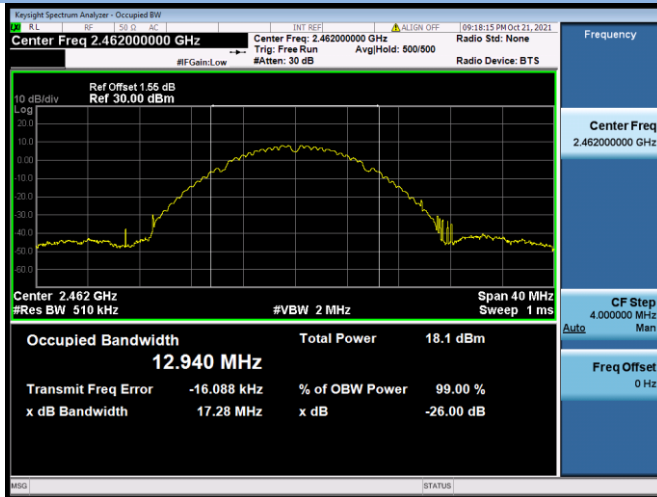 Keysight Spectrum Analyzer - Occupied BW
RL RF 50 Ω AC INT REF ALIGN OFF 09:18:15 PM Oct 21, 2021
Center Freq 2.462000000 GHz
Center Freq: 2.462000000 GHz Radio Std: None
Trig: Free Run Avg|Hold: 500/500
#IFGain:Low #Atten: 30 dB Radio Device: BTS
Ref Offset 1.55 dB
10 dB/div Ref 30.00 dBm
Log
20.0
10.0
0.00
-10.0
-20.0
-30.0
-40.0
-50.0
-60.0
Center 2.462 GHz Span 40 MHz
#Res BW 510 kHz #VBW 2 MHz Sweep 1 ms
Occupied Bandwidth Total Power 18.1 dBm
12.940 MHz
Transmit Freq Error -16.088 kHz % of OBW Power 99.00 %
x dB Bandwidth 17.28 MHz x dB -26.00 dB
MSG STATUS
Frequency
Center Freq
2.462000000 GHz
CF Step
4.000000 MHz
Auto Man
Freq Offset
0 Hz